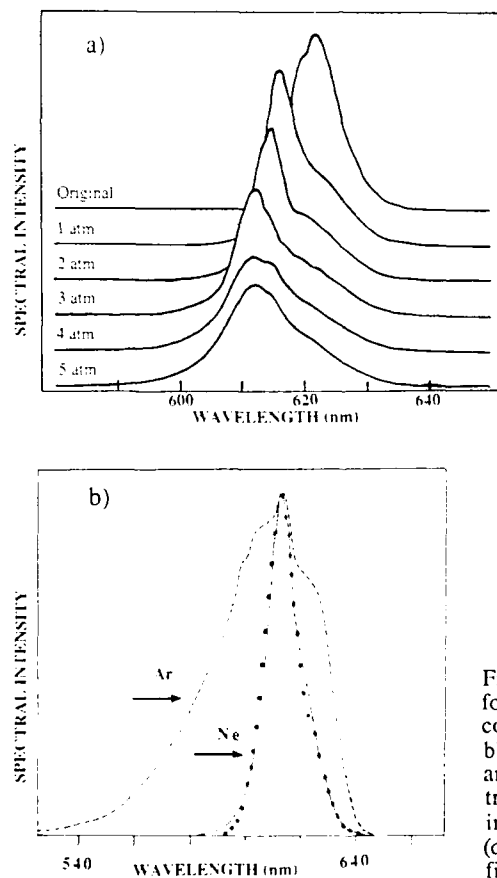 a)
SPECTRAL INTENSITY
Original
1 atm
2 atm
3 atm
4 atm
5 atm
600 620 640
WAVELENGTH (nm)
b)
SPECTRAL INTENSITY
Ar
Ne
540 640
WAVELENGTH (nm)
F
fo
co
b
ar
tr
in
(c
fi